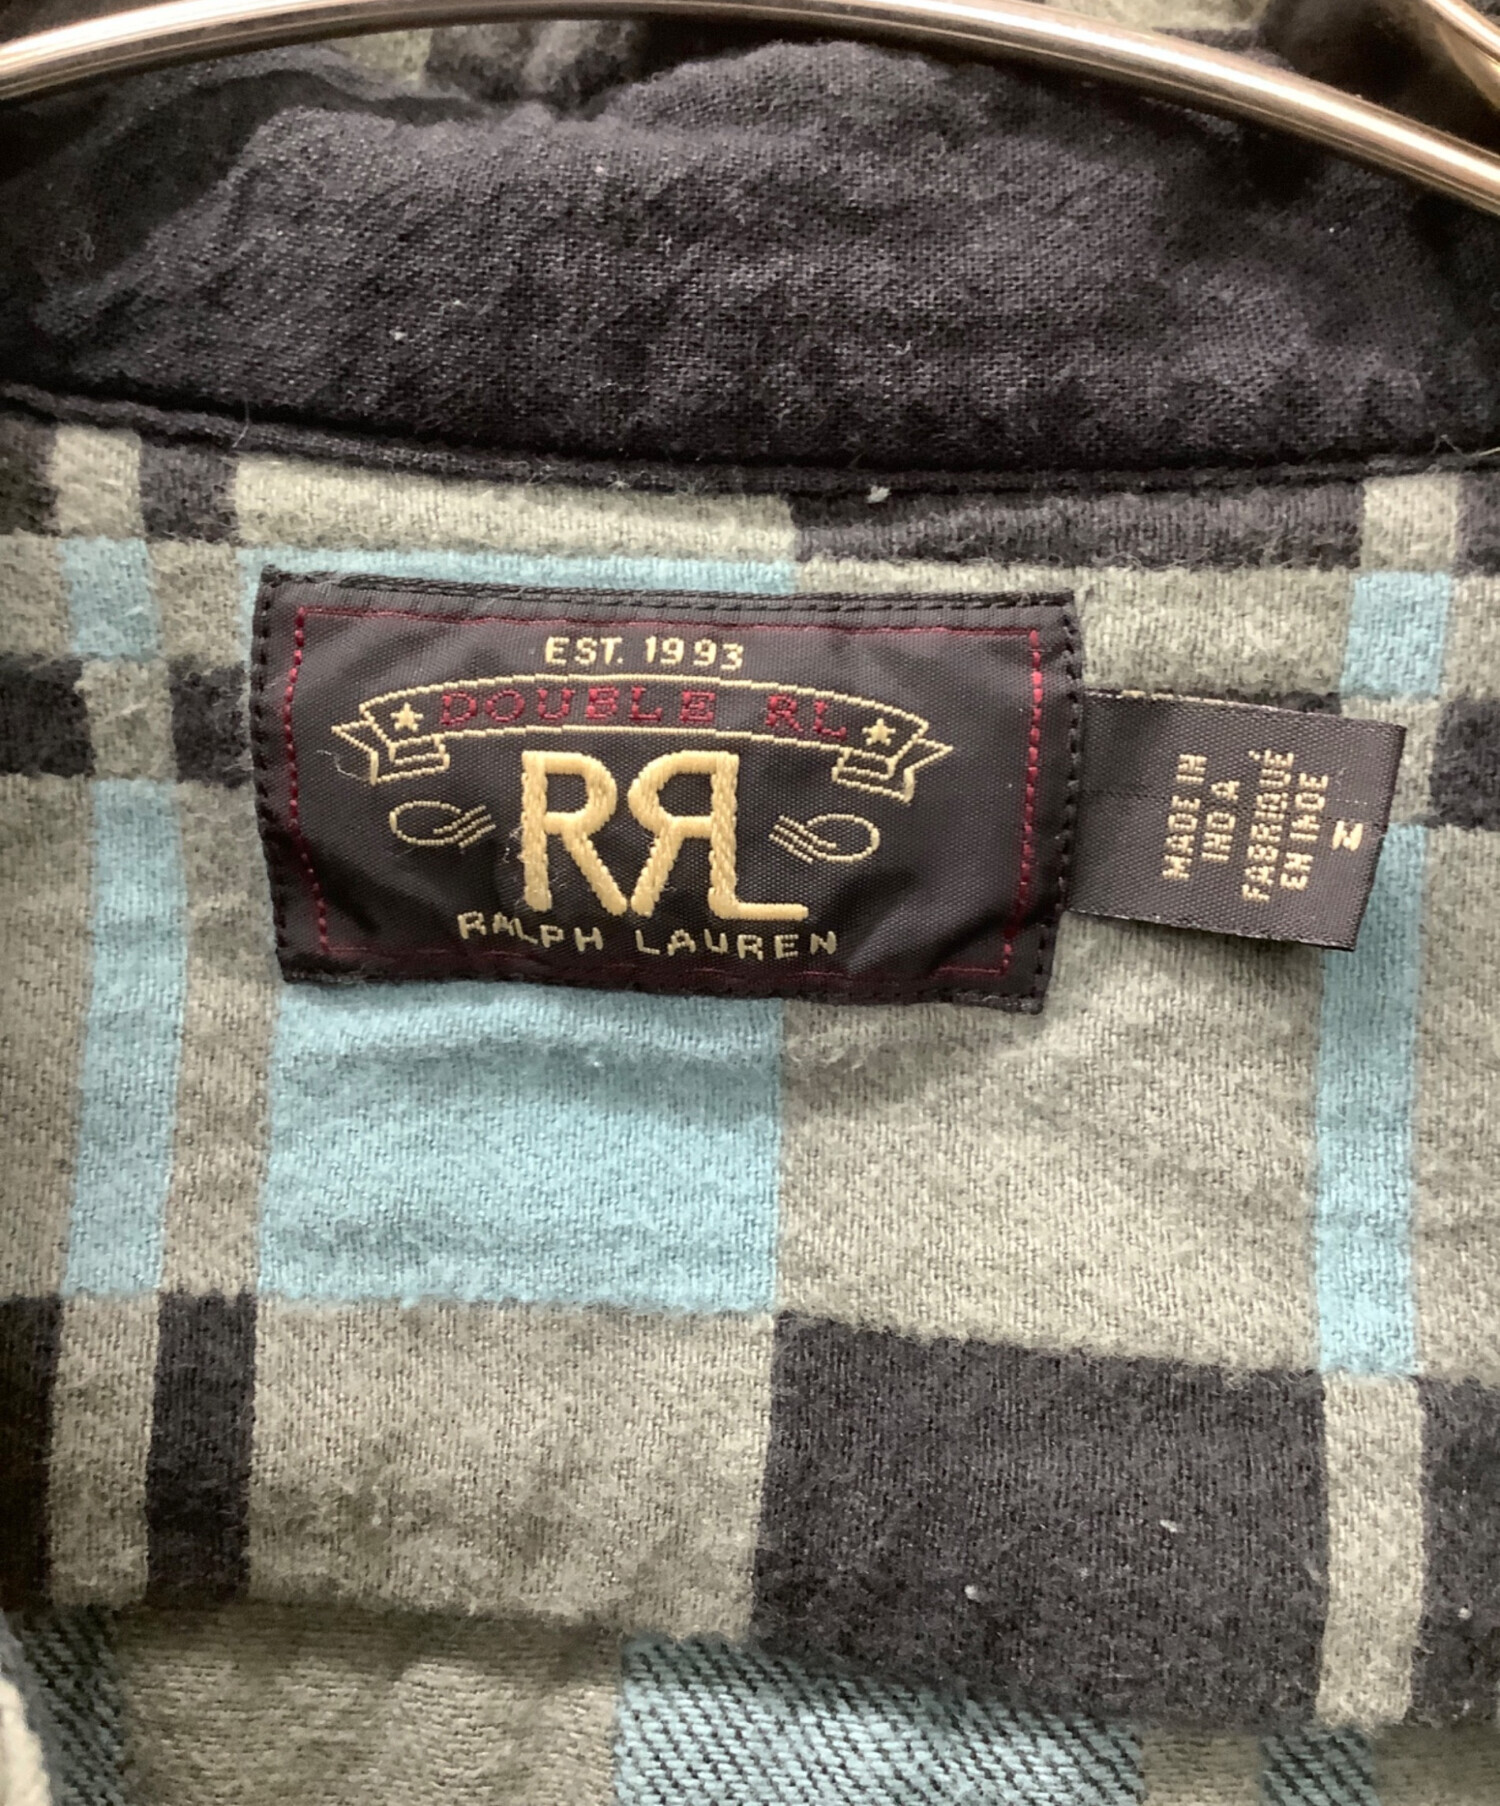 EST. 1993
DOUBLE RL
RRL
RALPH LAUREN
MADE IN
INDIA
FABRIQUÉ
EN INDE
M